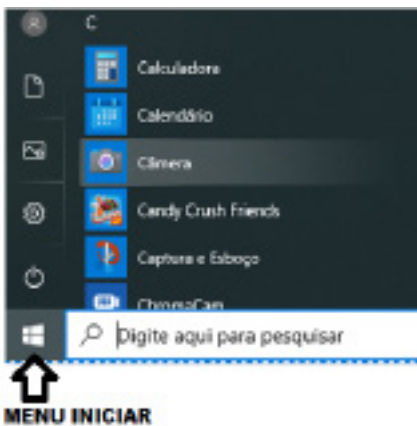 R
C
Calculadora
Calendário
Câmera
Candy Crush Friends
Captura e Esboço
ChromaCam
Digite aqui para pesquisar
MENU INICIAR